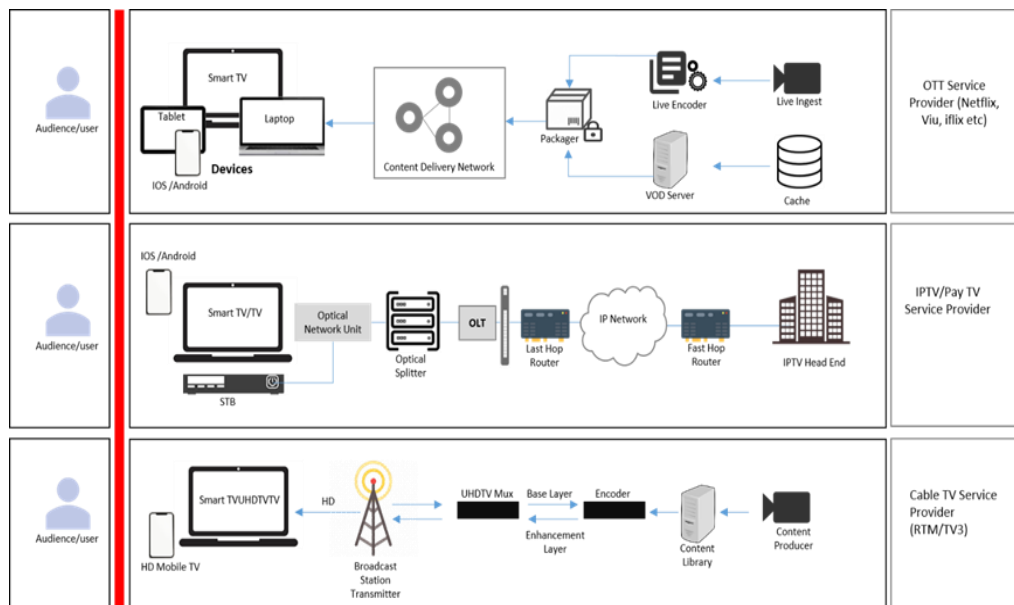 Audience/user
Smart TV
Tablet
Laptop
Devices
IOS /Android
Content Delivery Network
Packager
Live Encoder
Live Ingest
VOD Server
Cache
OTT Service
Provider (Netflix,
Viu, iflix etc)
Audience/user
IOS /Android
Smart TV/TV
STB
Optical
Network Unit
Optical
Splitter
OLT
Last Hop
Router
IP Network
Fast Hop
Router
IPTV Head End
IPTV/Pay TV
Service Provider
Audience/user
HD Mobile TV
Smart TVUHDTVTV
HD
Broadcast
Station
Transmitter
UHDTV Mux
Base Layer
Enhancement
Layer
Encoder
Content
Library
Content
Producer
Cable TV Service
Provider
(RTM/TV3)